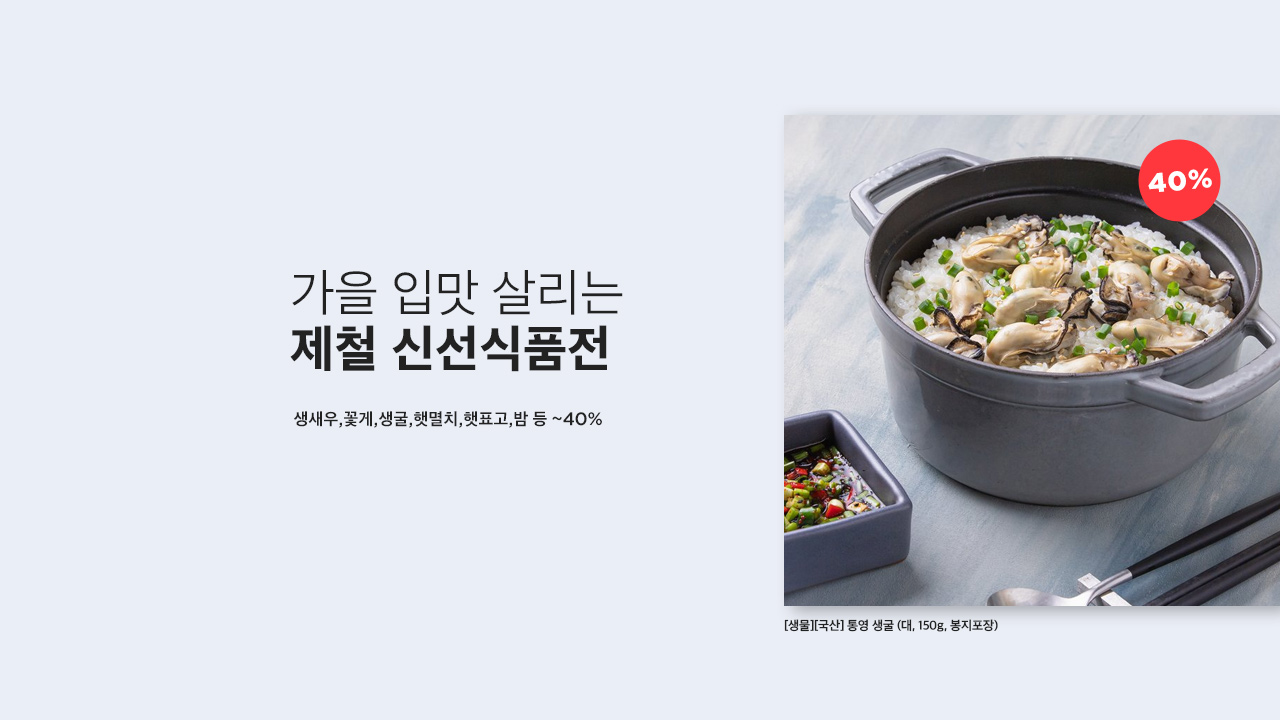 가을 입맛 살리는
제철 신선식품전
생새우,꽃게,생굴,햇멸치,햇표고,밤 등 ~40%
40%
[생물][국산] 통영 생굴 (대, 150g, 봉지포장)